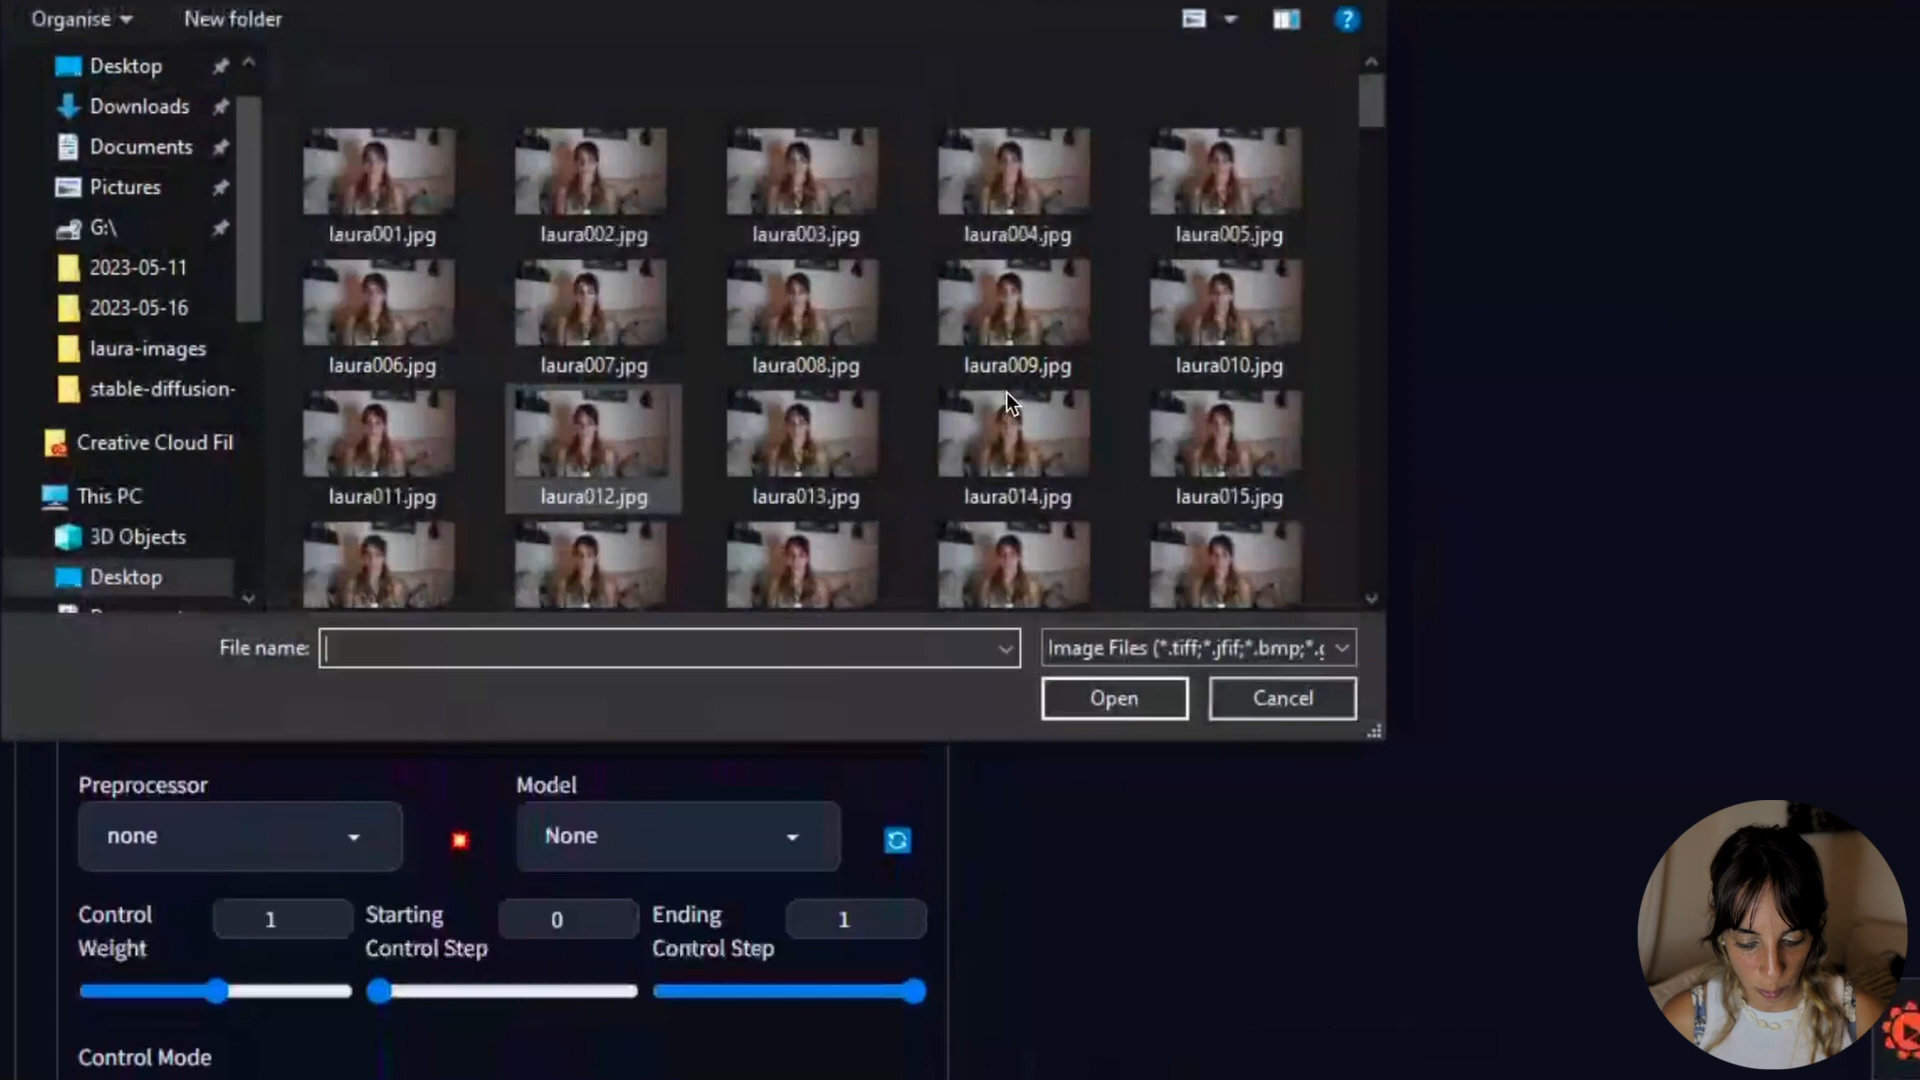 Organise
New folder
Desktop
Downloads
Documents
Pictures
G:\
2023-05-11
2023-05-16
laura-images
stable-diffusion-
Creative Cloud Fil
This PC
3D Objects
Desktop
laura001.jpg
laura002.jpg
laura003.jpg
laura004.jpg
laura005.jpg
laura006.jpg
laura007.jpg
laura008.jpg
laura009.jpg
laura010.jpg
laura011.jpg
laura012.jpg
laura013.jpg
laura014.jpg
laura015.jpg
File name:
Image Files (*.tiff;*.jfif;*.bmp;*.g
Open
Cancel
Preprocessor
none
Model
None
Control
Weight
1
Starting
Control Step
0
Ending
Control Step
1
Control Mode